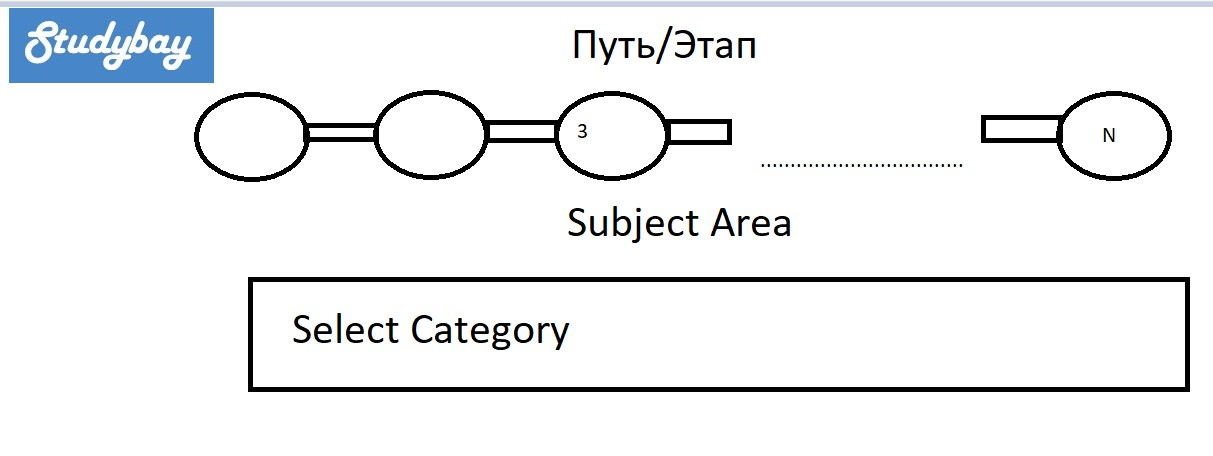 Studybay
Путь/Этап
3
N
Subject Area
Select Category